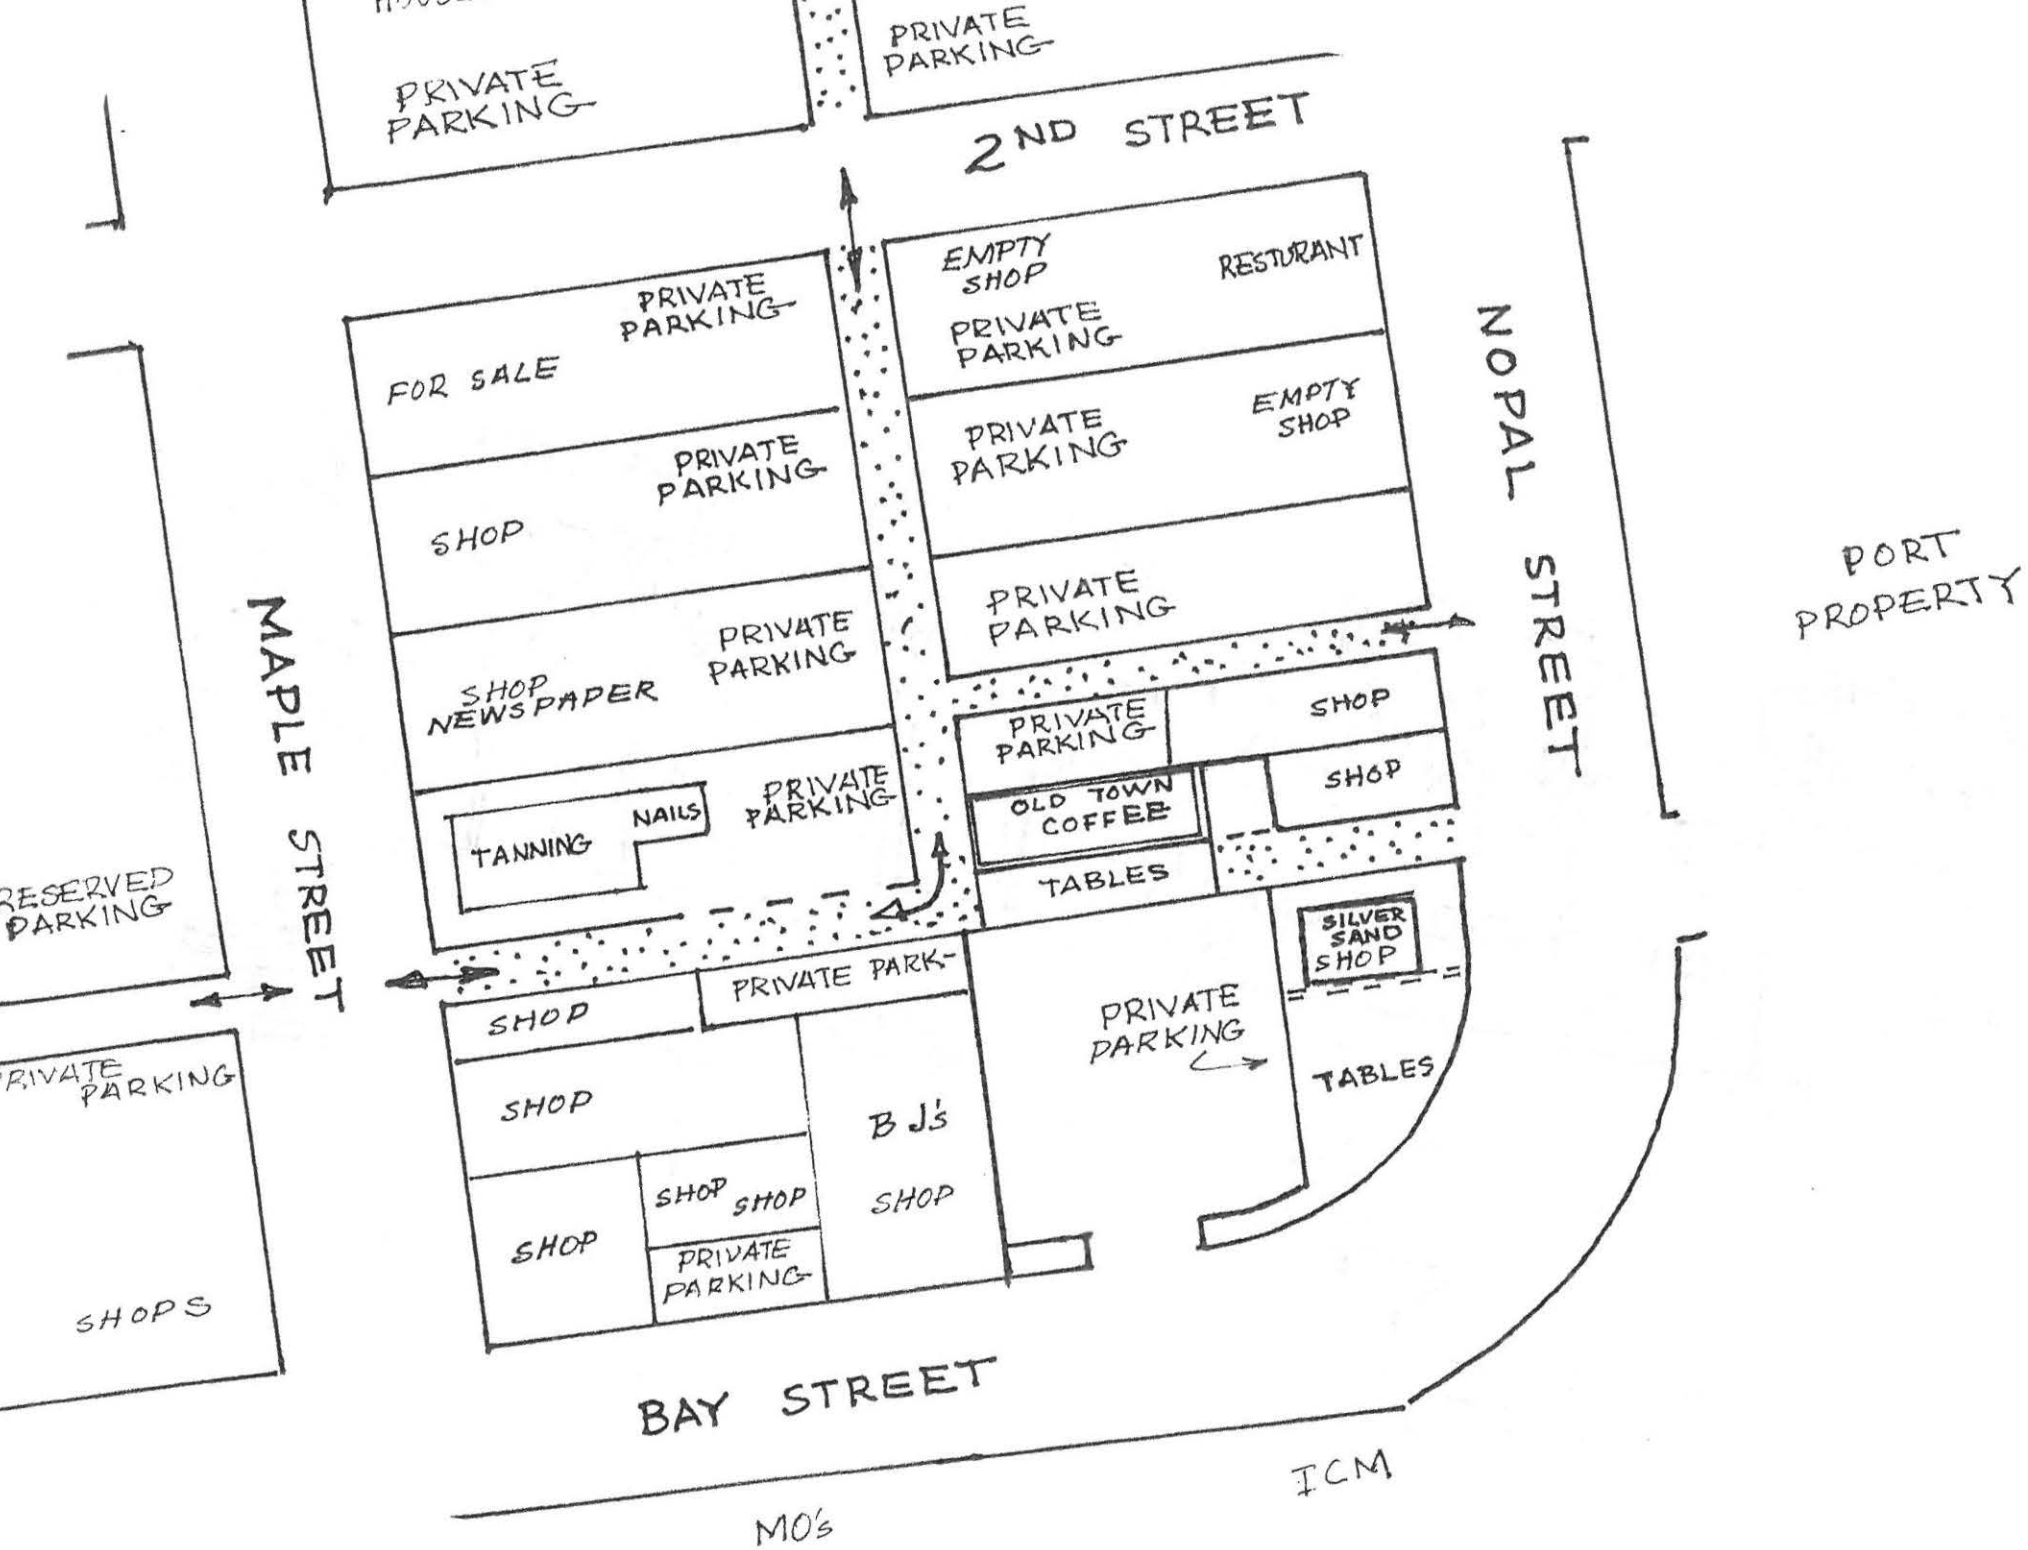 PRIVATE
PARKING
PRIVATE
PARKING
2ND STREET
EMPTY
SHOP
RESTURANT
PRIVATE
PARKING
PRIVATE
PARKING
FOR SALE
NOPAL STREET
PRIVATE
PARKING
EMPTY
SHOP
PRIVATE
PARKING
SHOP
PORT
PROPERTY
PRIVATE
PARKING
MAPLE STREET
PRIVATE
PARKING
SHOP
NEWSPAPER
PRIVATE
PARKING
SHOP
PRIVATE
PARKING
NAILS
TANNING
OLD TOWN
COFFEE
SHOP
TABLES
RESERVED
PARKING
SILVER
SAND
SHOP
PRIVATE PARK-
SHOP
PRIVATE
PARKING
PRIVATE
PARKING
TABLES
SHOP
BJ's
SHOP
SHOP
SHOP
SHOP
PRIVATE
PARKING
SHOPS
BAY STREET
MO's
ICM